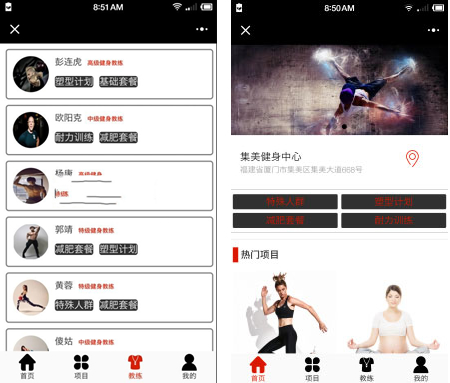 8:51 AM
彭连虎 高级健身教练
塑型计划 基础套餐
欧阳克 中级健身教练
耐力训练 减肥套餐
杨康
郭靖 特级健身教练
减肥套餐 塑型计划
黄蓉 特级健身教练
特殊人群 减肥套餐
傻姑 中级健身教练
首页 项目 教练 我的
8:50 AM
集美健身中心
福建省厦门市集美区集美大道668号
特殊人群 塑型计划
减肥套餐 耐力训练
热门项目
首页 项目 教练 我的